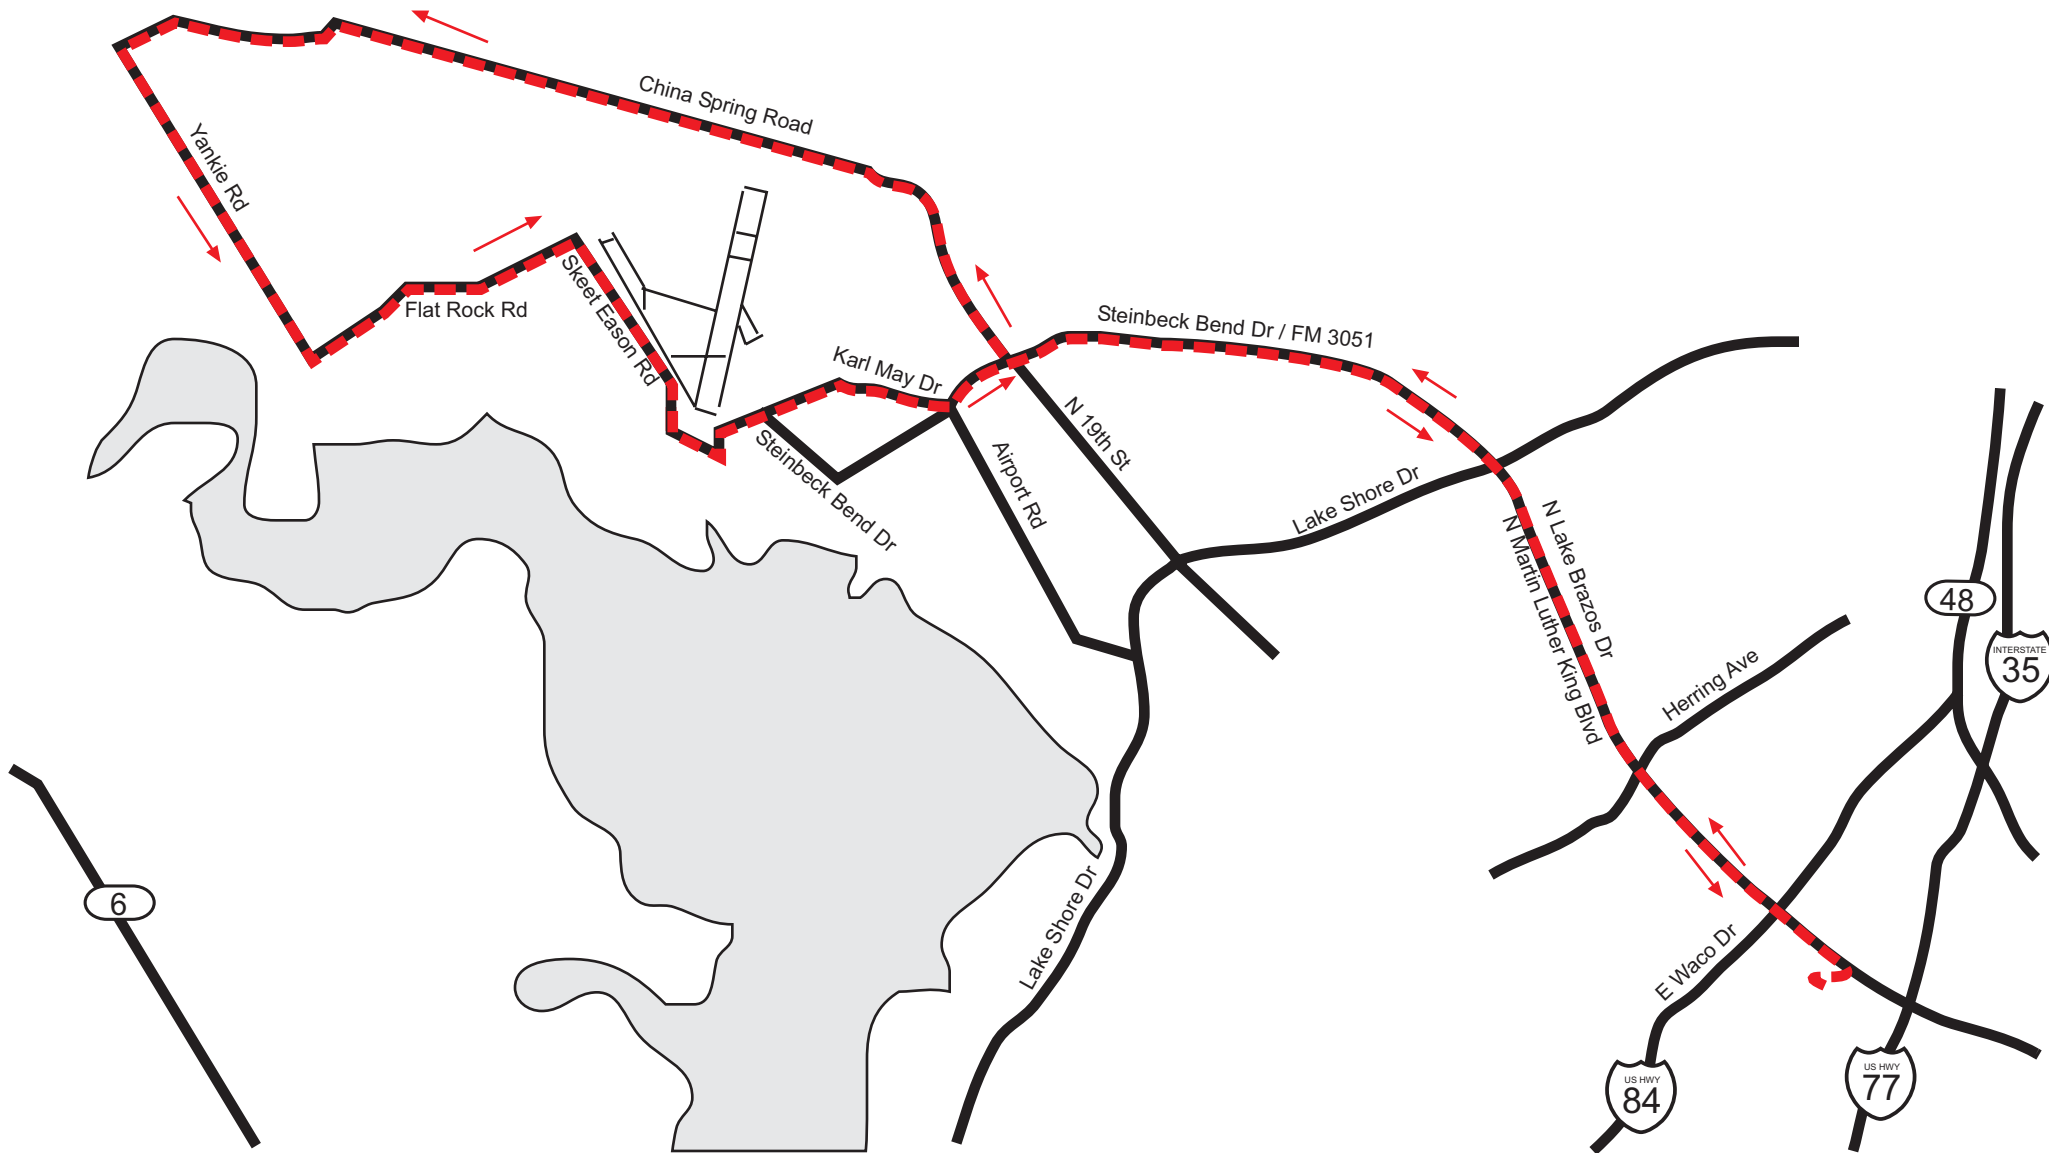 China Spring Road
Yankie Rd
Flat Rock Rd
Skeet Eason Rd
Karl May Dr
Steinbeck Bend Dr / FM 3051
N 19th St
Airport Rd
Steinbeck Bend Dr
Lake Shore Dr
N Lake Brazos Dr
N Martin Luther King Blvd
48
INTERSTATE
35
Herring Ave
6
Lake Shore Dr
E Waco Dr
US HWY
84
US HWY
77